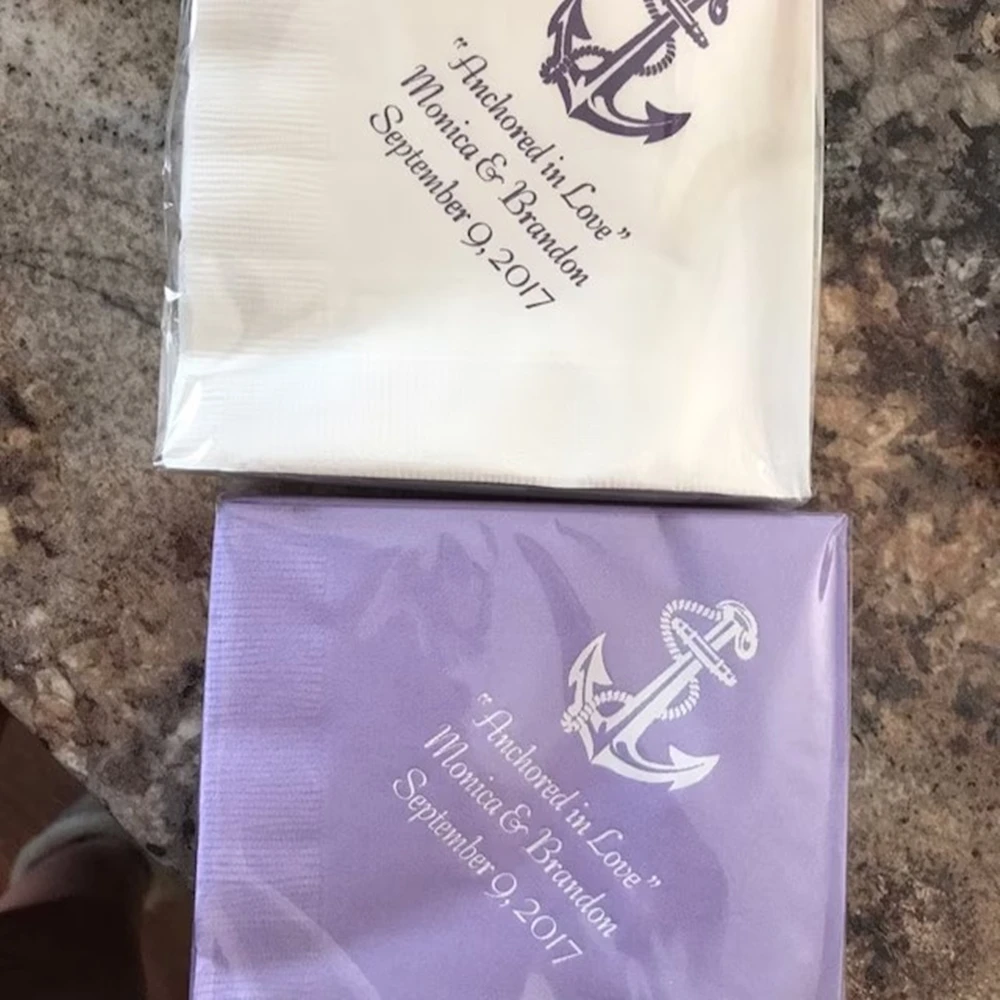 "Anchored in Love"
Monica & Brandon
September 9, 2017
"Anchored in Love"
Monica & Brandon
September 9, 2017